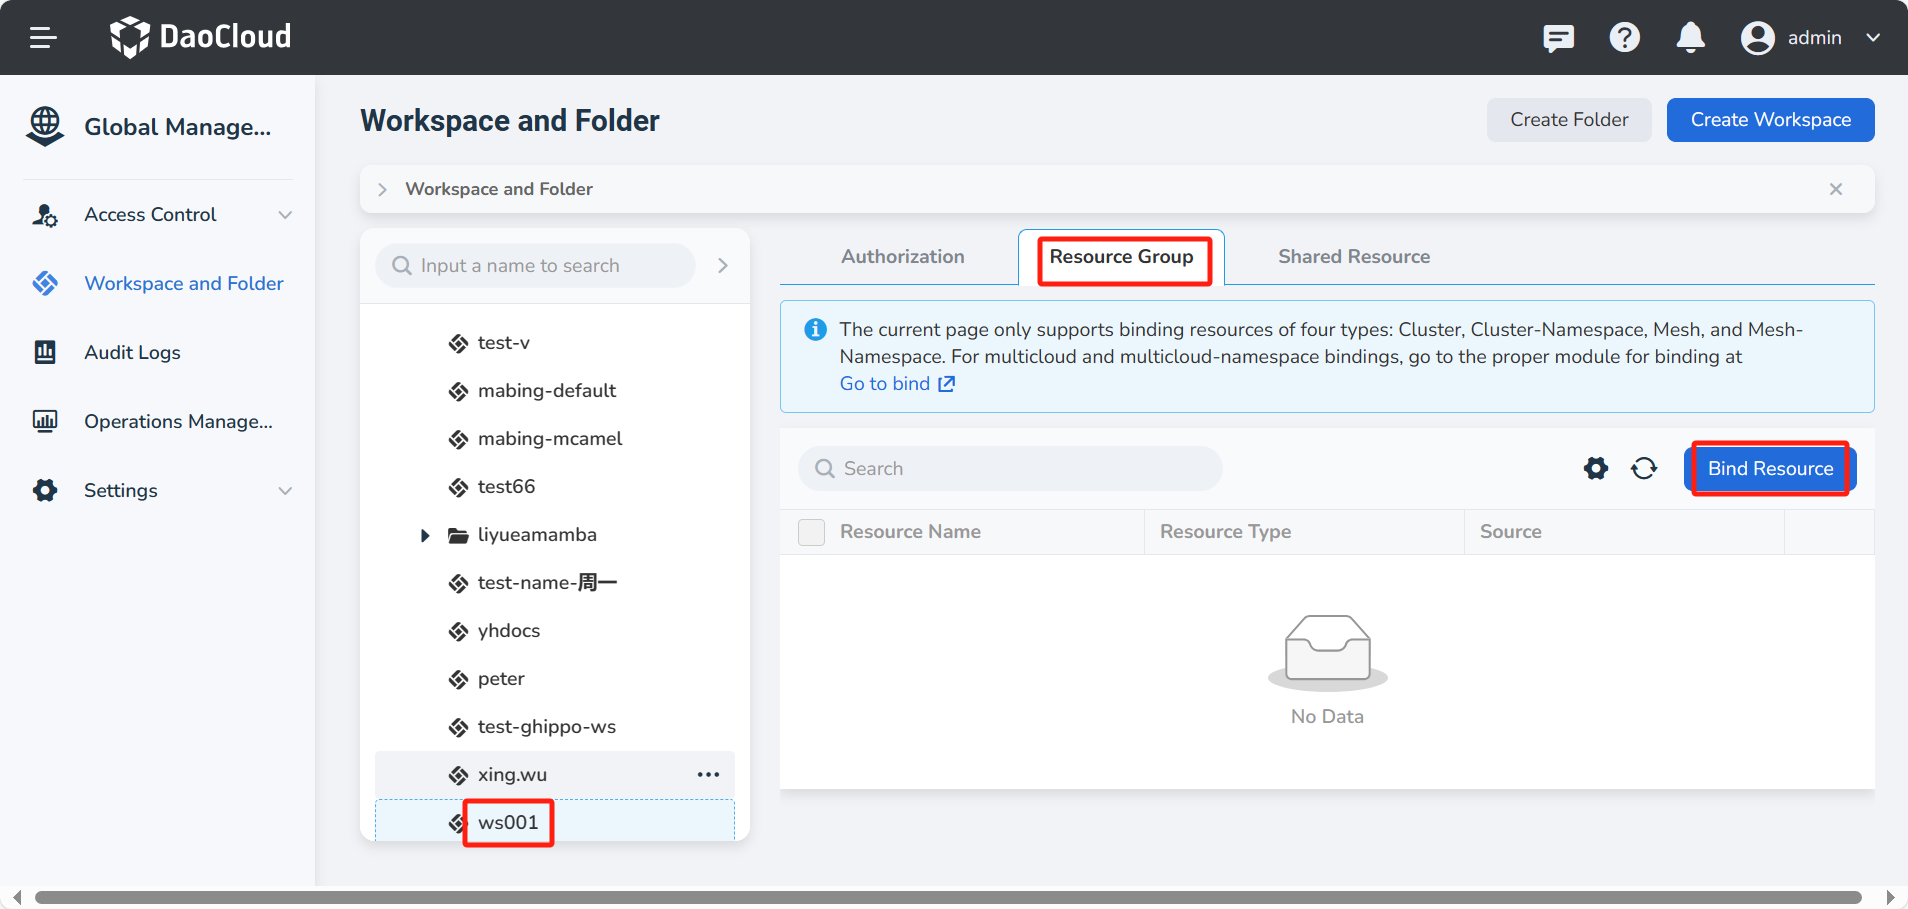 DaoCloud
admin
Global Manage...
Access Control
Workspace and Folder
Audit Logs
Operations Manage...
Settings
Workspace and Folder
Create Folder
Create Workspace
Workspace and Folder
Input a name to search
test-v
mabing-default
mabing-mcamel
test66
liyueamamba
test-name-周一
yhdocs
peter
test-ghippo-ws
xing.wu
ws001
Authorization
Resource Group
Shared Resource
The current page only supports binding resources of four types: Cluster, Cluster-Namespace, Mesh, and Mesh-
Namespace. For multicloud and multicloud-namespace bindings, go to the proper module for binding at
Go to bind
Search
Bind Resource
Resource Name
Resource Type
Source
No Data